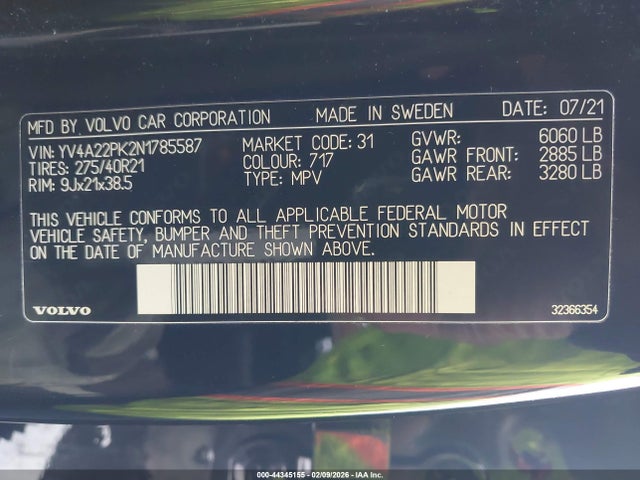 MFD BY VOLVO CAR CORPORATION MADE IN SWEDEN DATE: 07/21
VIN: YV4A22PK2N1785587 MARKET CODE: 31 GVWR: 6060 LB
TIRES: 275/40R21 COLOUR: 717 GAWR FRONT: 2885 LB
RIM: 9Jx21x38.5 TYPE: MPV GAWR REAR: 3280 LB
THIS VEHICLE CONFORMS TO ALL APPLICABLE FEDERAL MOTOR
VEHICLE SAFETY, BUMPER AND THEFT PREVENTION STANDARDS IN EFFECT
ON THE DATE OF MANUFACTURE SHOWN ABOVE.
VOLVO 32366354
000-44345155 - 02/09/2026 - IAA Inc.